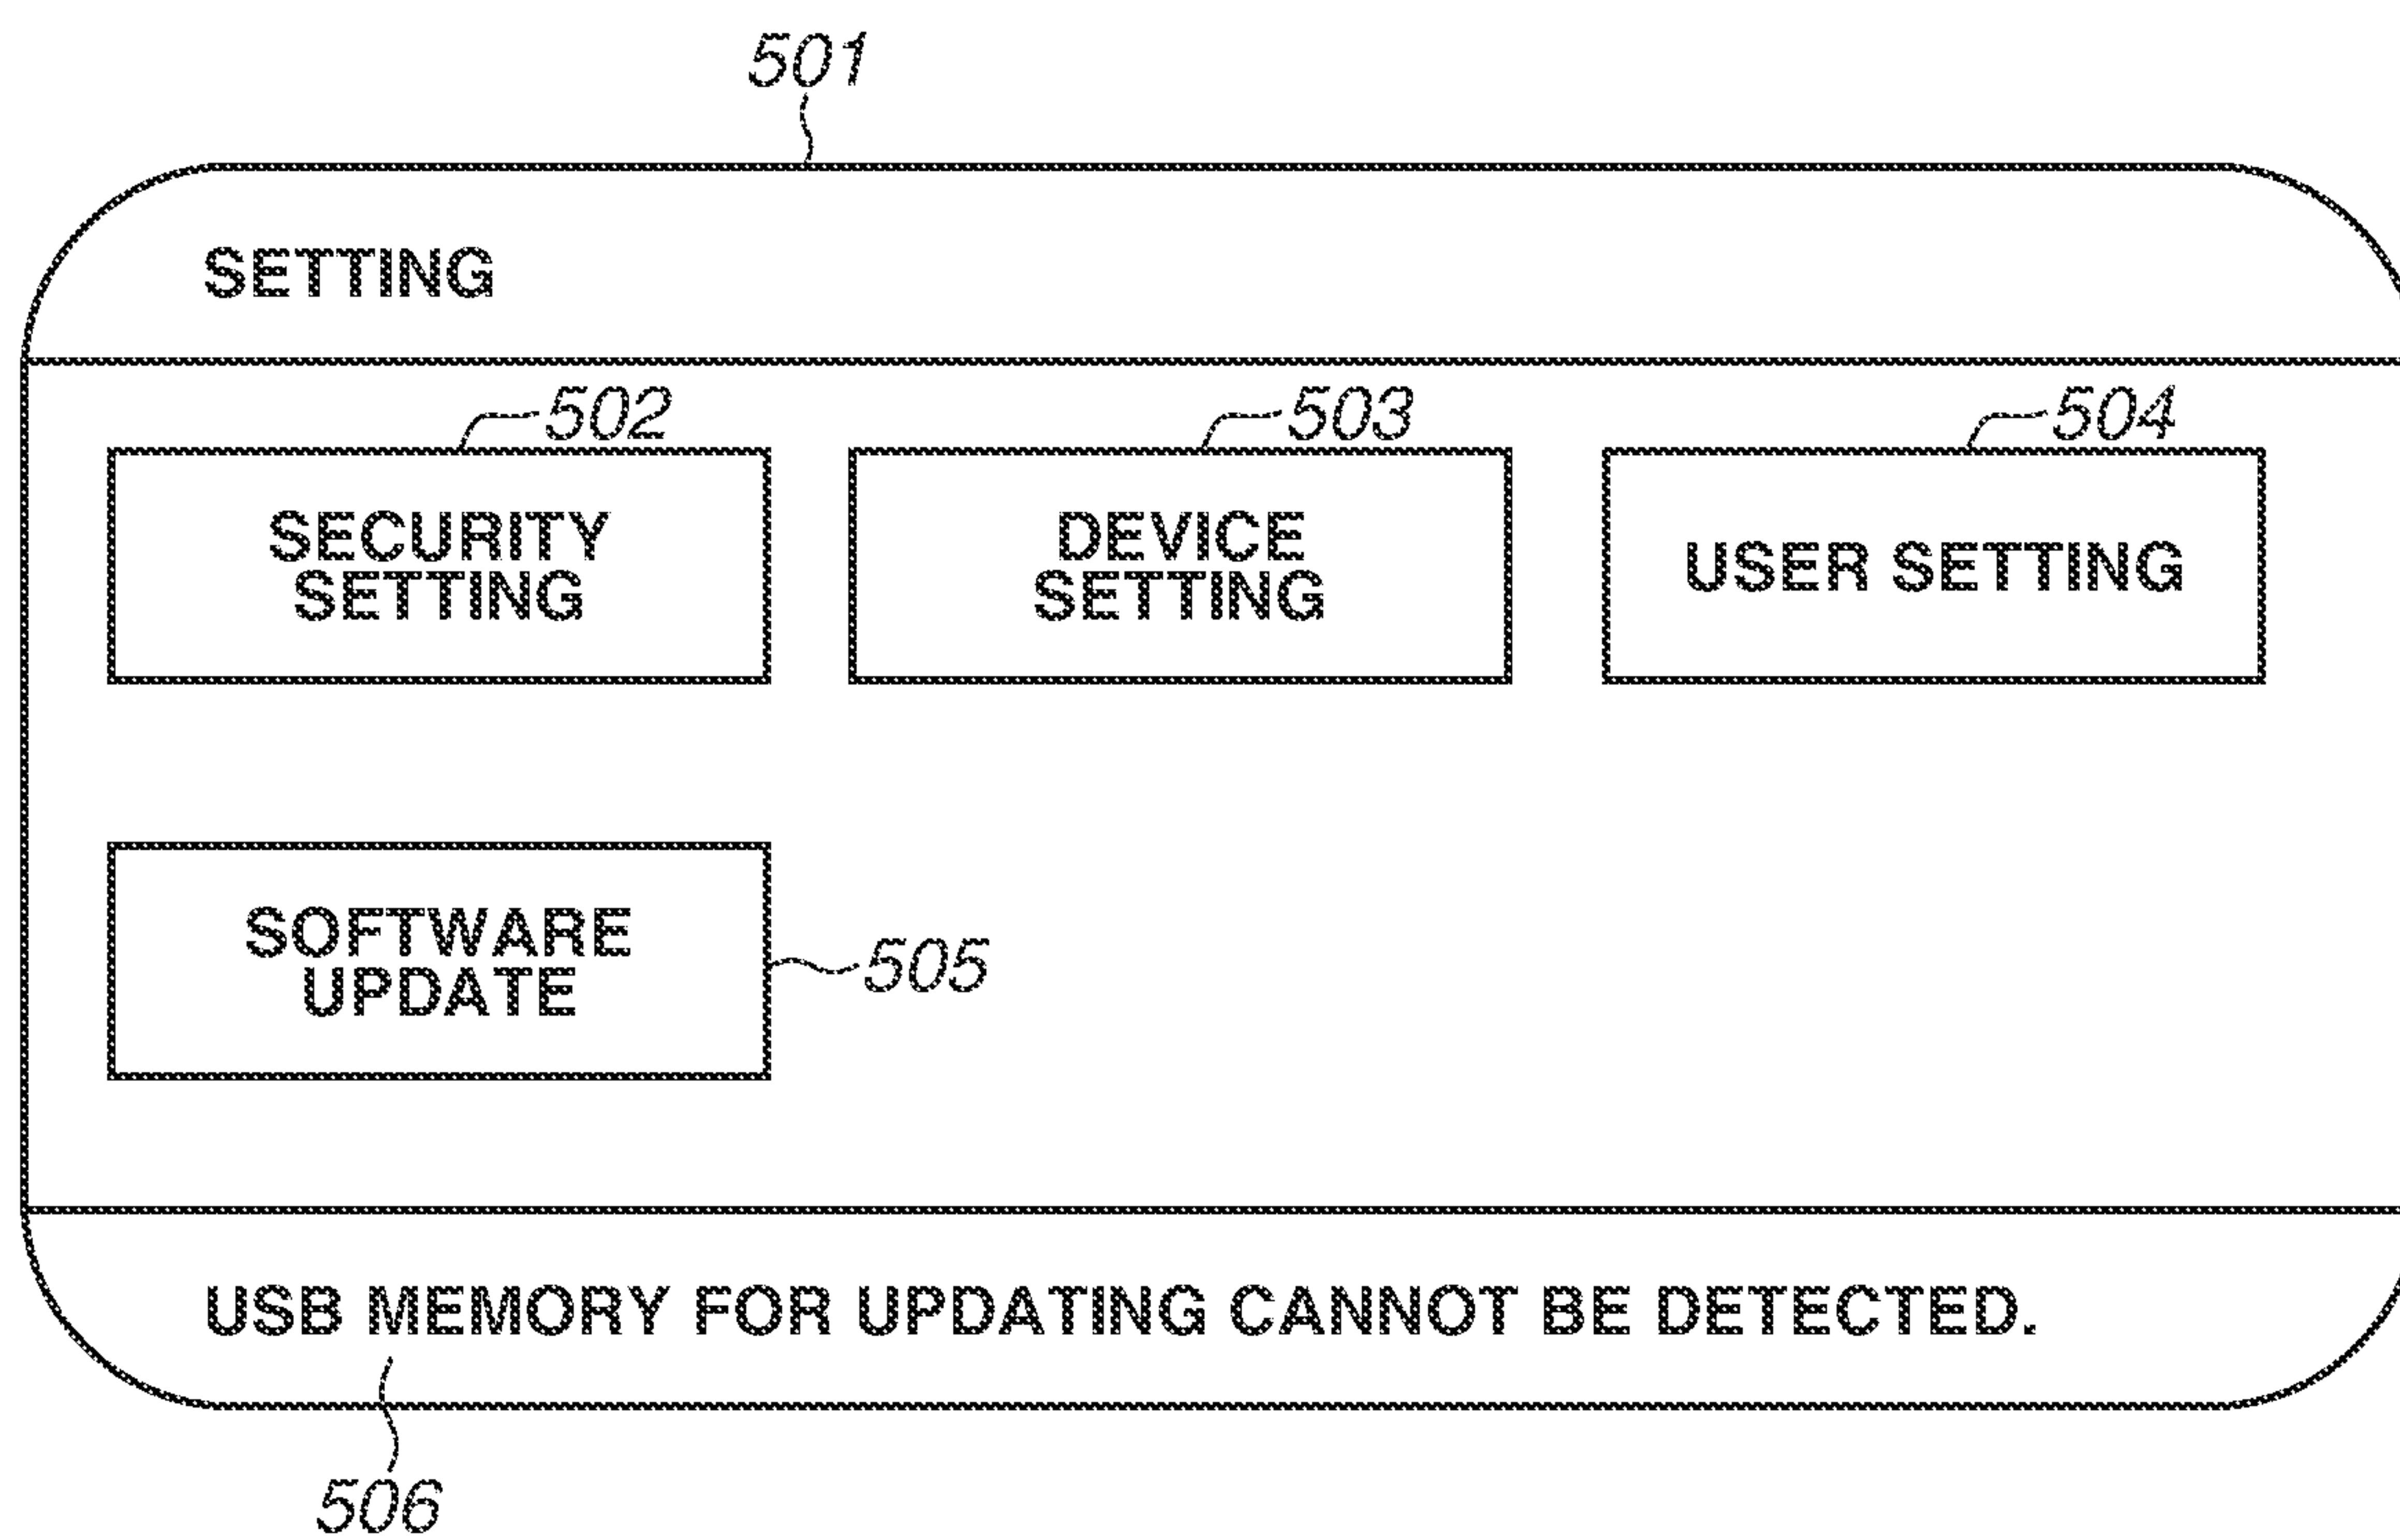 501
SETTING
502
503
504
SECURITY
SETTING
DEVICE
SETTING
USER SETTING
SOFTWARE
UPDATE
505
USB MEMORY FOR UPDATING CANNOT BE DETECTED.
506